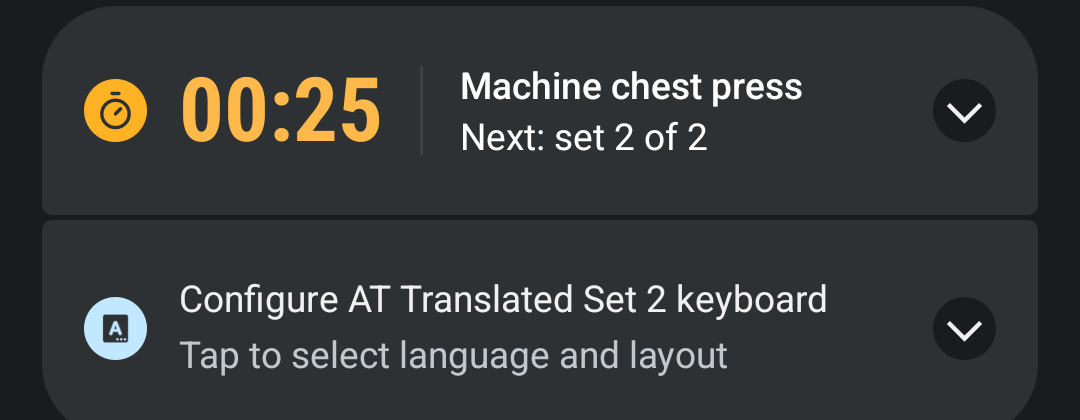 00:25
Machine chest press
Next: set 2 of 2
A
Configure AT Translated Set 2 keyboard
Tap to select language and layout